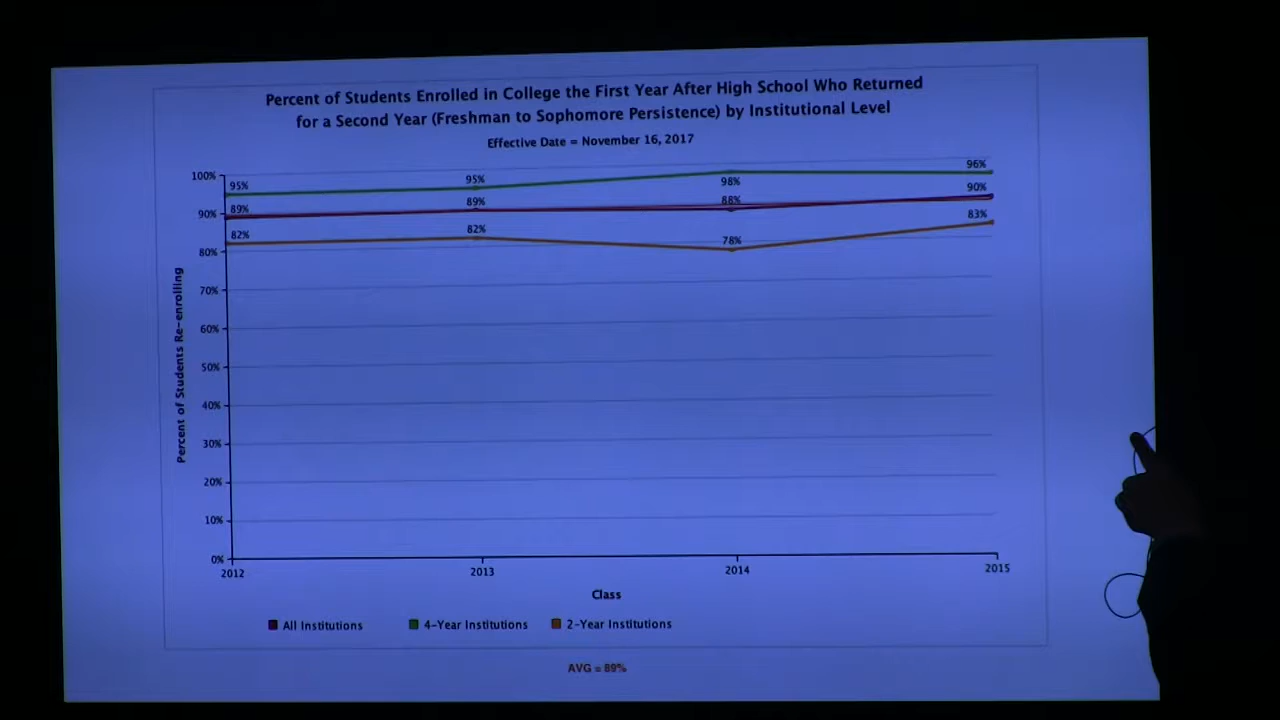 Percent of Students Enrolled in College the First Year After High School Who Returned
for a Second Year (Freshman to Sophomore Persistence) by Institutional Level
Effective Date = November 16, 2017
Percent of Students Re-enrolling
100%
90%
80%
70%
60%
50%
40%
30%
20%
10%
0%
95% 95% 98% 96%
89% 89% 88% 90%
82% 82% 78% 83%
2012 2013 2014 2015
Class
All Institutions 4-Year Institutions 2-Year Institutions
AVG = 89%